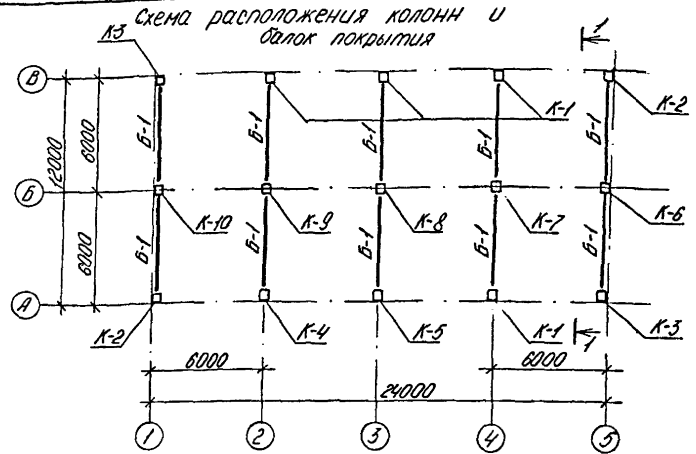 Схема расположения колонн и
балок покрытия
1
К-3
В
К-1
К-2
Б-1 Б-1 Б-1 Б-1 Б-1
12000
6000
Б
К-10 К-9 К-8 К-7 К-6
6000
Б-1 Б-1 Б-1 Б-1 Б-1
А
К-2 К-4 К-5 К-1 1 К-3
6000 6000
24000
1 2 3 4 5